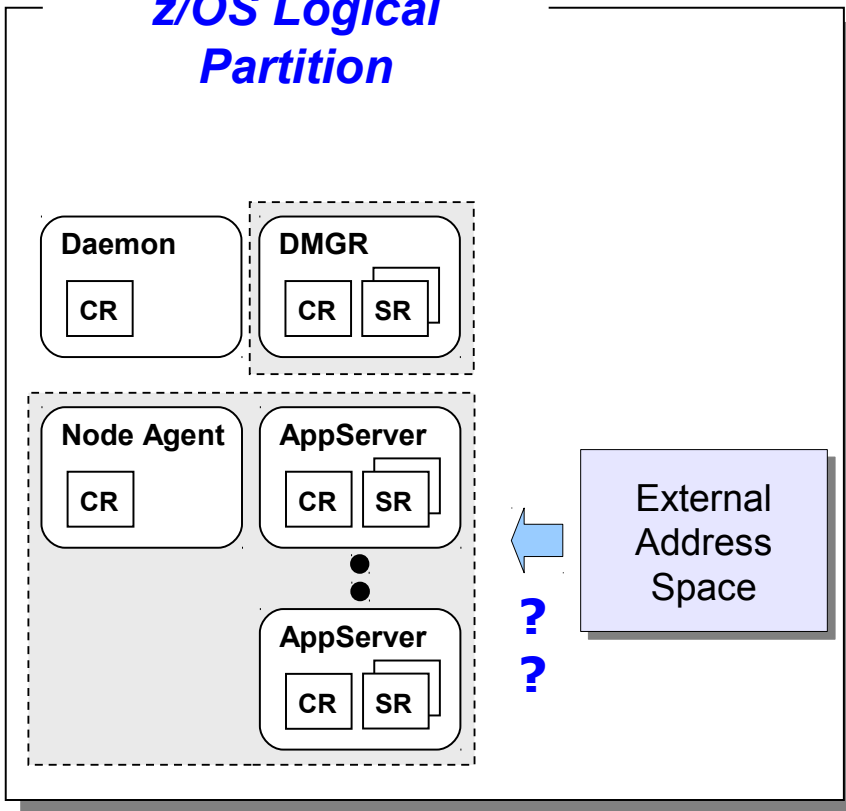 z/OS Logical
Partition
Daemon
CR
DMGR
CR SR
Node Agent
CR
AppServer
CR SR
AppServer
CR SR
External
Address
Space
?
?